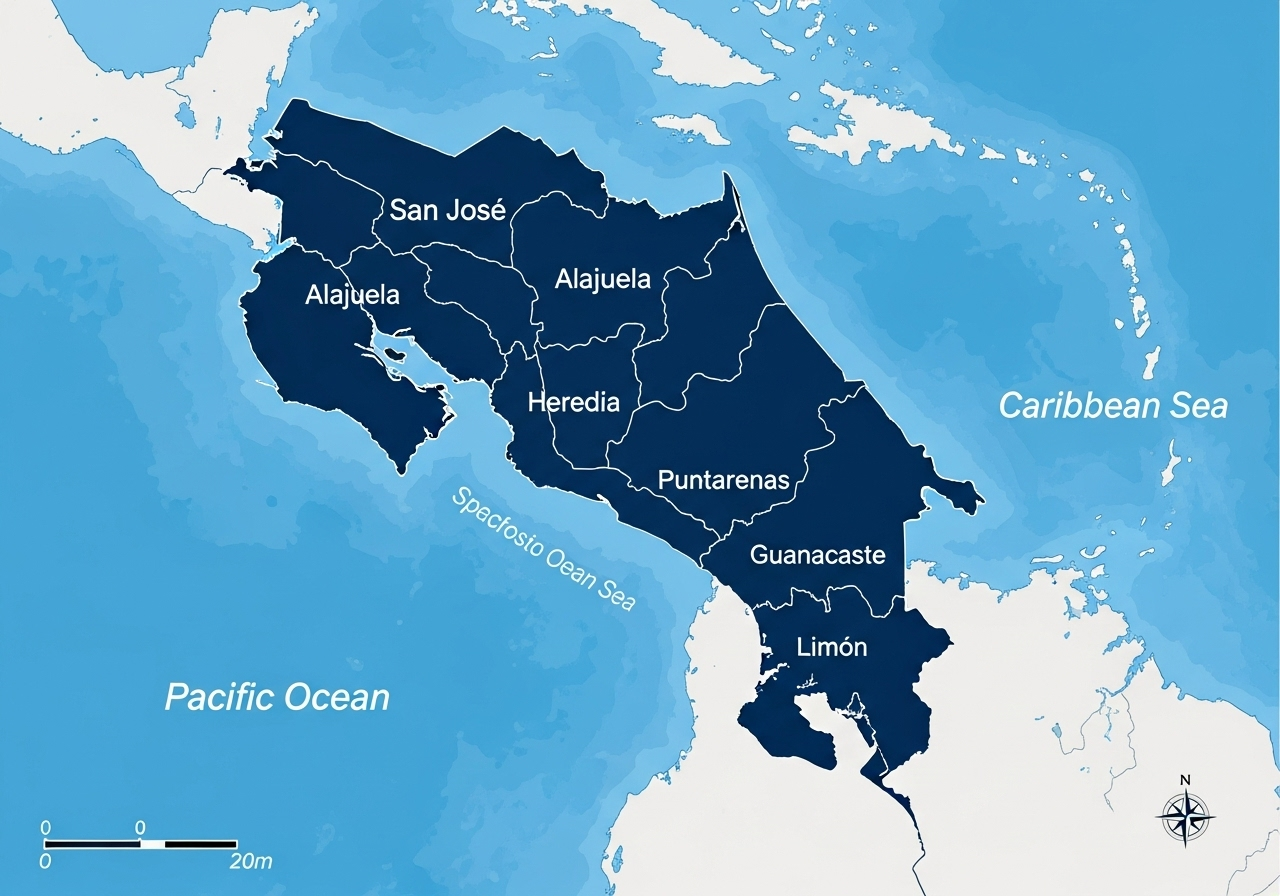 San José
Alajuela
Alajuela
Heredia
Caribbean Sea
Puntarenas
Specfosio Oean Sea
Guanacaste
Limón
Pacific Ocean
N
0 0
0 20m